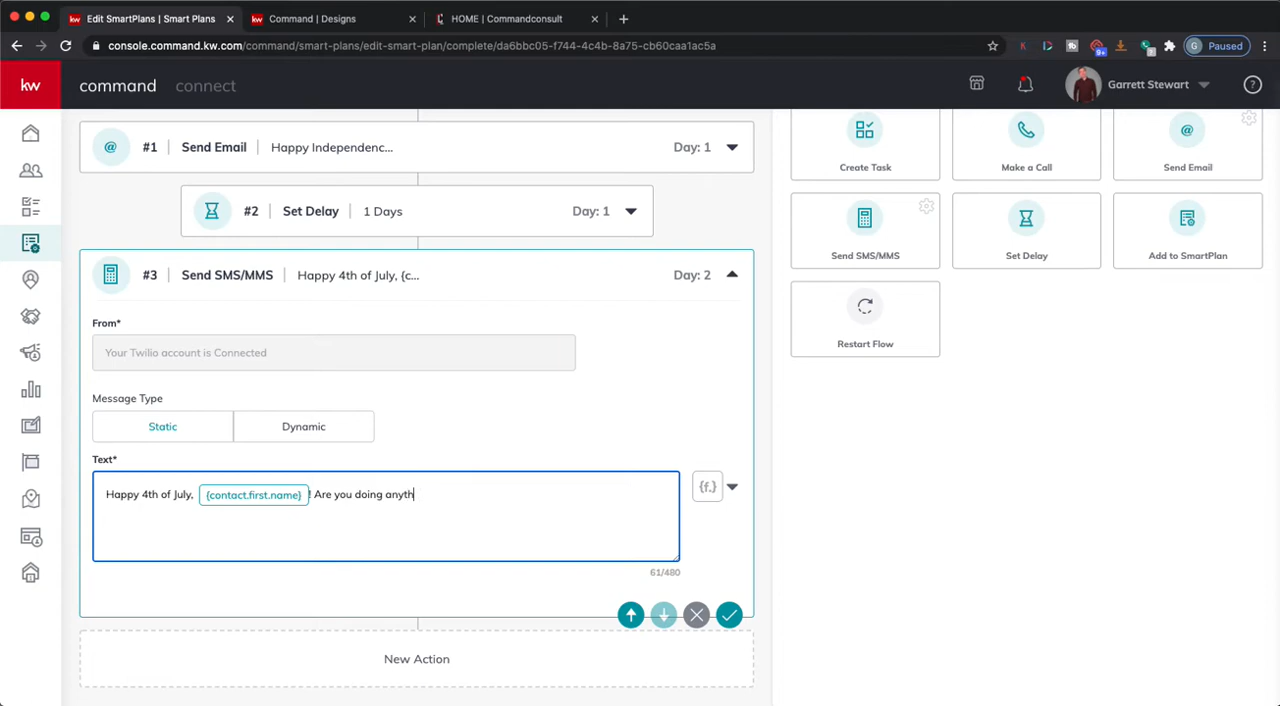 Edit SmartPlans | Smart Plans
Command | Designs
HOME | Commandconsult
console.command.kw.com/command/smart-plans/edit-smart-plan/complete/da6bbc05-f744-4c4b-8a75-cb60caa1ac5a
G Paused
kw command connect
Garrett Stewart
#1 Send Email Happy Independenc... Day: 1
#2 Set Delay 1 Days Day: 1
#3 Send SMS/MMS Happy 4th of July, {c... Day: 2
From*
Your Twilio account is Connected
Message Type
Static Dynamic
Text*
Happy 4th of July, {contact.first.name} ! Are you doing anyth
{f.}
61/480
New Action
Create Task Make a Call Send Email
Send SMS/MMS Set Delay Add to SmartPlan
Restart Flow